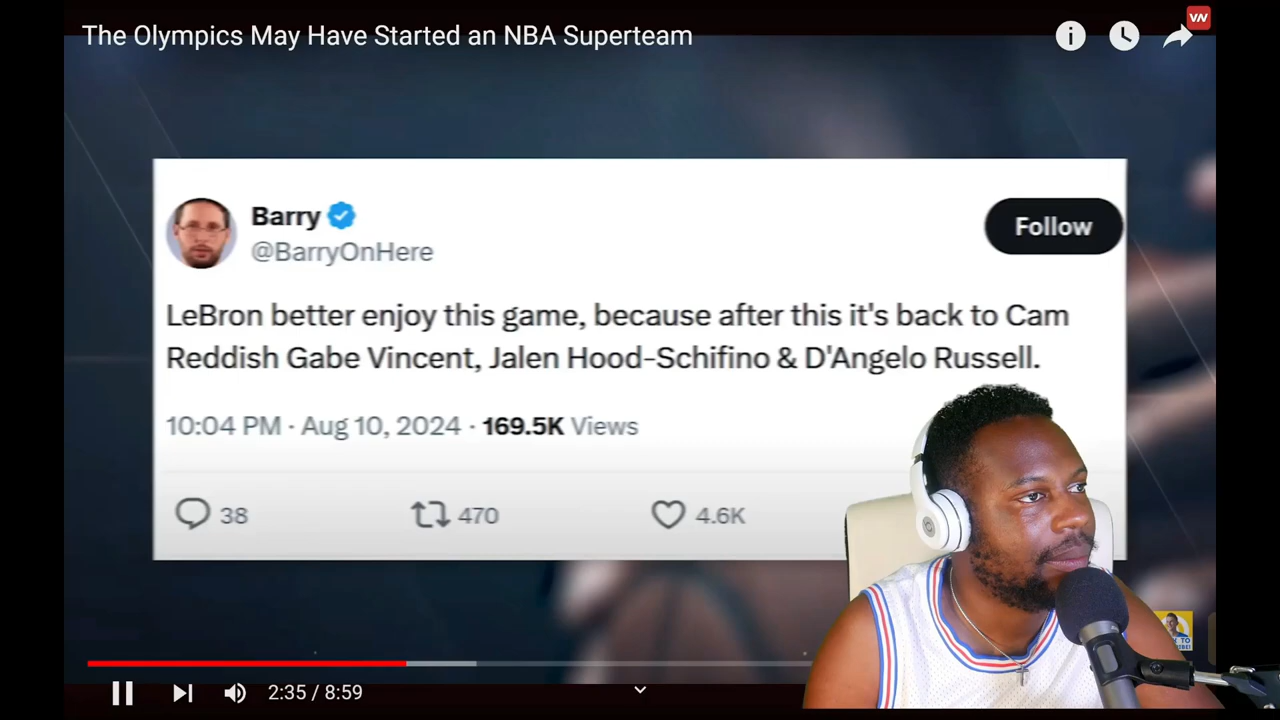 The Olympics May Have Started an NBA Superteam
VN
Barry
@BarryOnHere
Follow
LeBron better enjoy this game, because after this it's back to Cam
Reddish Gabe Vincent, Jalen Hood-Schifino & D'Angelo Russell.
10:04 PM · Aug 10, 2024 · 169.5K Views
38
470
4.6K
2:35 / 8:59